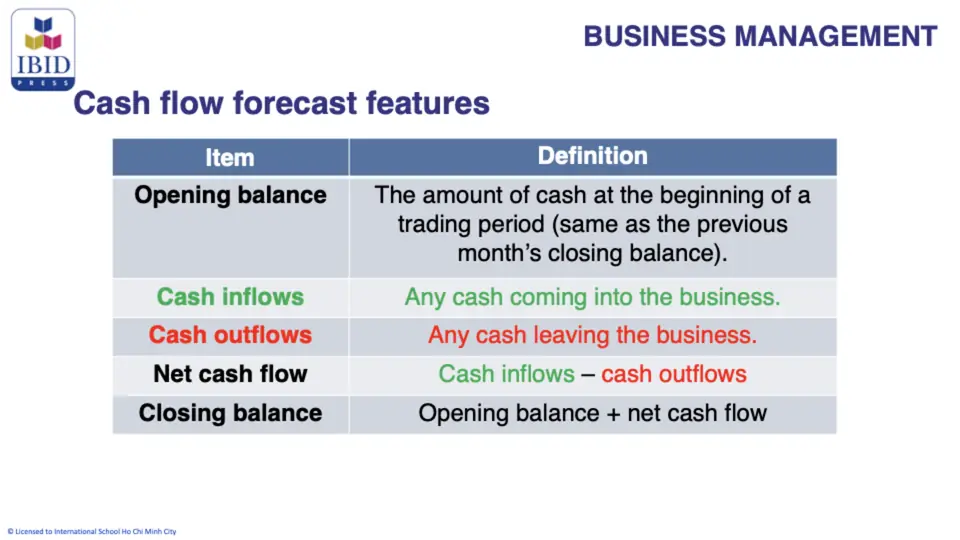 IBID
PRESS
BUSINESS MANAGEMENT
Cash flow forecast features
Item
Definition
Opening balance
The amount of cash at the beginning of a
trading period (same as the previous
month’s closing balance).
Cash inflows
Any cash coming into the business.
Cash outflows
Any cash leaving the business.
Net cash flow
Cash inflows – cash outflows
Closing balance
Opening balance + net cash flow
© Licensed to International School Ho Chi Minh City